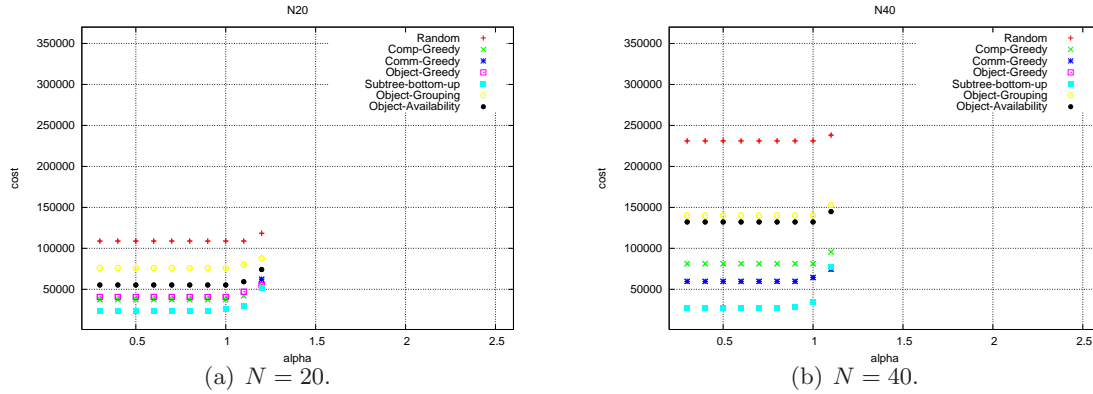 N20
350000
300000
250000
200000
150000
100000
50000
cost
0.5 1 1.5 2 2.5
alpha
Random
Comp-Greedy
Comm-Greedy
Object-Greedy
Subtree-bottom-up
Object-Grouping
Object-Availability
(a) N = 20.
N40
350000
300000
250000
200000
150000
100000
50000
cost
0.5 1 1.5 2 2.5
alpha
Random
Comp-Greedy
Comm-Greedy
Object-Greedy
Subtree-bottom-up
Object-Grouping
Object-Availability
(b) N = 40.